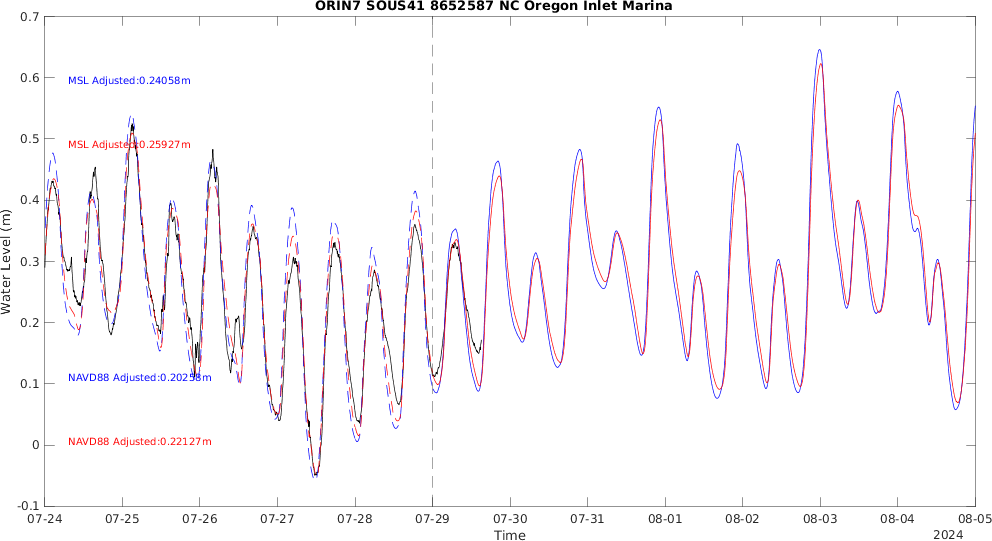 ORIN7 SOUS41 8652587 NC Oregon Inlet Marina
0.7
0.6
0.5
0.4
0.3
0.2
0.1
0
-0.1
Water Level (m)
MSL Adjusted:0.24058m
MSL Adjusted:0.25927m
NAVD88 Adjusted:0.20258m
NAVD88 Adjusted:0.22127m
07-24 07-25 07-26 07-27 07-28 07-29 07-30 07-31 08-01 08-02 08-03 08-04 08-05
Time
2024